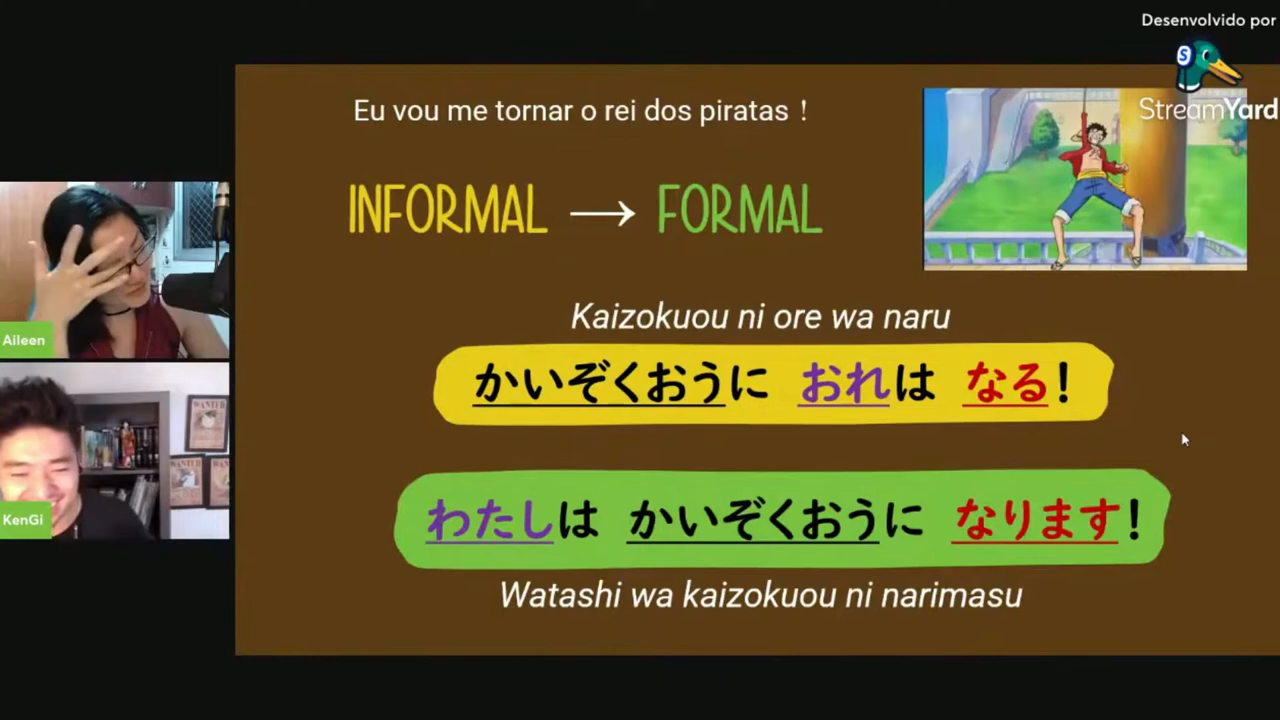 Desenvolvido por
StreamYard
Eu vou me tornar o rei dos piratas !
INFORMAL → FORMAL
Kaizokuou ni ore wa naru
かいぞくおうに おれは なる!
わたしは かいぞくおうに なります!
Watashi wa kaizokuou ni narimasu
Aileen
KenGi
WANTED
WANTED